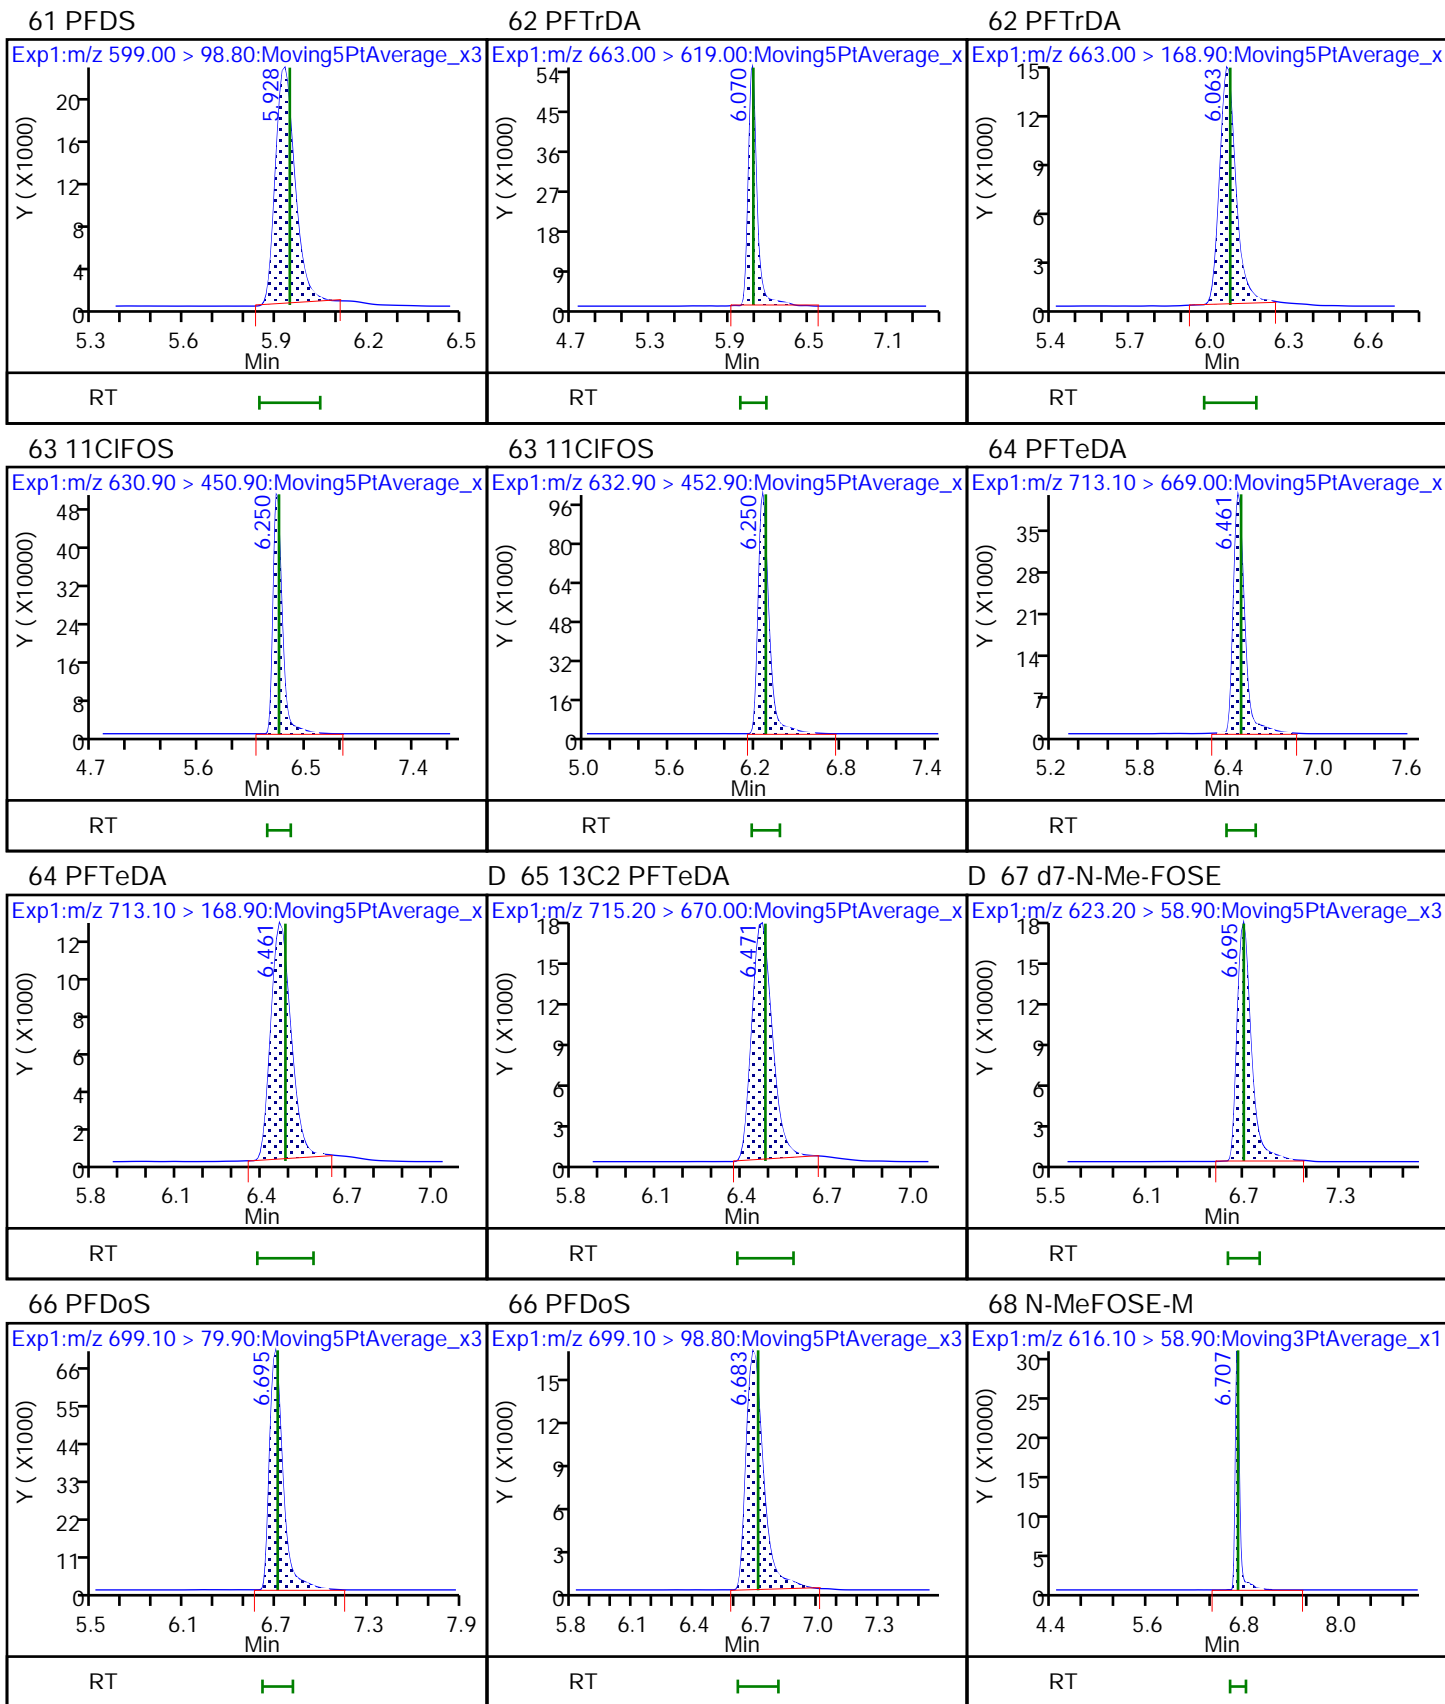 61 PFDS
Exp1:m/z 599.00 > 98.80:Moving5PtAverage_x3
5.928
Y ( X1000)
20
16
12
8
4
0
5.3 5.6 5.9 6.2 6.5
Min
RT
62 PFTrDA
Exp1:m/z 663.00 > 619.00:Moving5PtAverage_x
6.070
Y ( X1000)
54
45
36
27
18
9
0
4.7 5.3 5.9 6.5 7.1
Min
RT
62 PFTrDA
Exp1:m/z 663.00 > 168.90:Moving5PtAverage_x
6.063
Y ( X1000)
15
12
9
6
3
0
5.4 5.7 6.0 6.3 6.6
Min
RT
63 11ClFOS
Exp1:m/z 630.90 > 450.90:Moving5PtAverage_x
6.250
Y ( X10000)
48
40
32
24
16
8
0
4.7 5.6 6.5 7.4
Min
RT
63 11ClFOS
Exp1:m/z 632.90 > 452.90:Moving5PtAverage_x
6.250
Y ( X1000)
96
80
64
48
32
16
0
5.0 5.6 6.2 6.8 7.4
Min
RT
64 PFTeDA
Exp1:m/z 713.10 > 669.00:Moving5PtAverage_x
6.461
Y ( X1000)
35
28
21
14
7
0
5.2 5.8 6.4 7.0 7.6
Min
RT
64 PFTeDA
Exp1:m/z 713.10 > 168.90:Moving5PtAverage_x
6.461
Y ( X1000)
12
10
8
6
4
2
0
5.8 6.1 6.4 6.7 7.0
Min
RT
D 65 13C2 PFTeDA
Exp1:m/z 715.20 > 670.00:Moving5PtAverage_x
6.471
Y ( X1000)
18
15
12
9
6
3
0
5.8 6.1 6.4 6.7 7.0
Min
RT
D 67 d7-N-Me-FOSE
Exp1:m/z 623.20 > 58.90:Moving5PtAverage_x3
6.695
Y ( X10000)
18
15
12
9
6
3
0
5.5 6.1 6.7 7.3
Min
RT
66 PFDoS
Exp1:m/z 699.10 > 79.90:Moving5PtAverage_x3
6.695
Y ( X1000)
66
55
44
33
22
11
0
5.5 6.1 6.7 7.3 7.9
Min
RT
66 PFDoS
Exp1:m/z 699.10 > 98.80:Moving5PtAverage_x3
6.683
Y ( X1000)
15
12
9
6
3
0
5.8 6.1 6.4 6.7 7.0 7.3
Min
RT
68 N-MeFOSE-M
Exp1:m/z 616.10 > 58.90:Moving3PtAverage_x1
6.707
Y ( X10000)
30
25
20
15
10
5
0
4.4 5.6 6.8 8.0
Min
RT